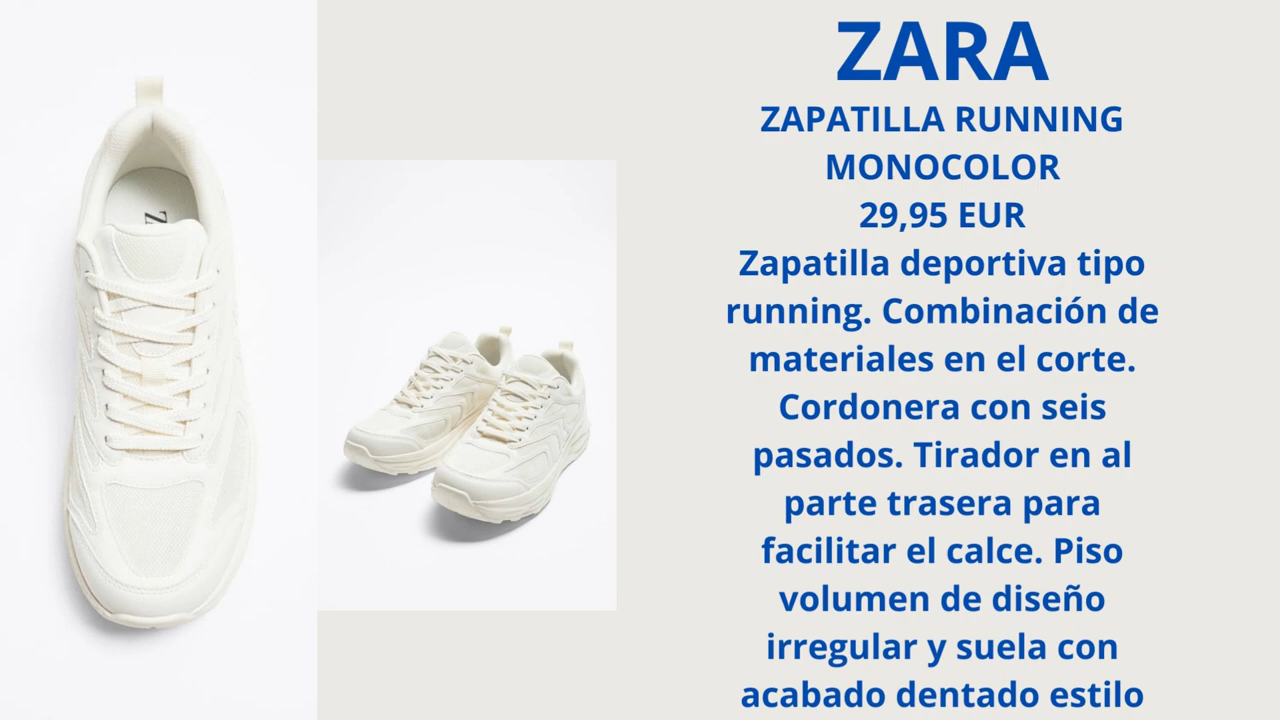 ZARA
ZAPATILLA RUNNING
MONOCOLOR
29,95 EUR
Zapatilla deportiva tipo
running. Combinación de
materiales en el corte.
Cordonera con seis
pasados. Tirador en al
parte trasera para
facilitar el calce. Piso
volumen de diseño
irregular y suela con
acabado dentado estilo